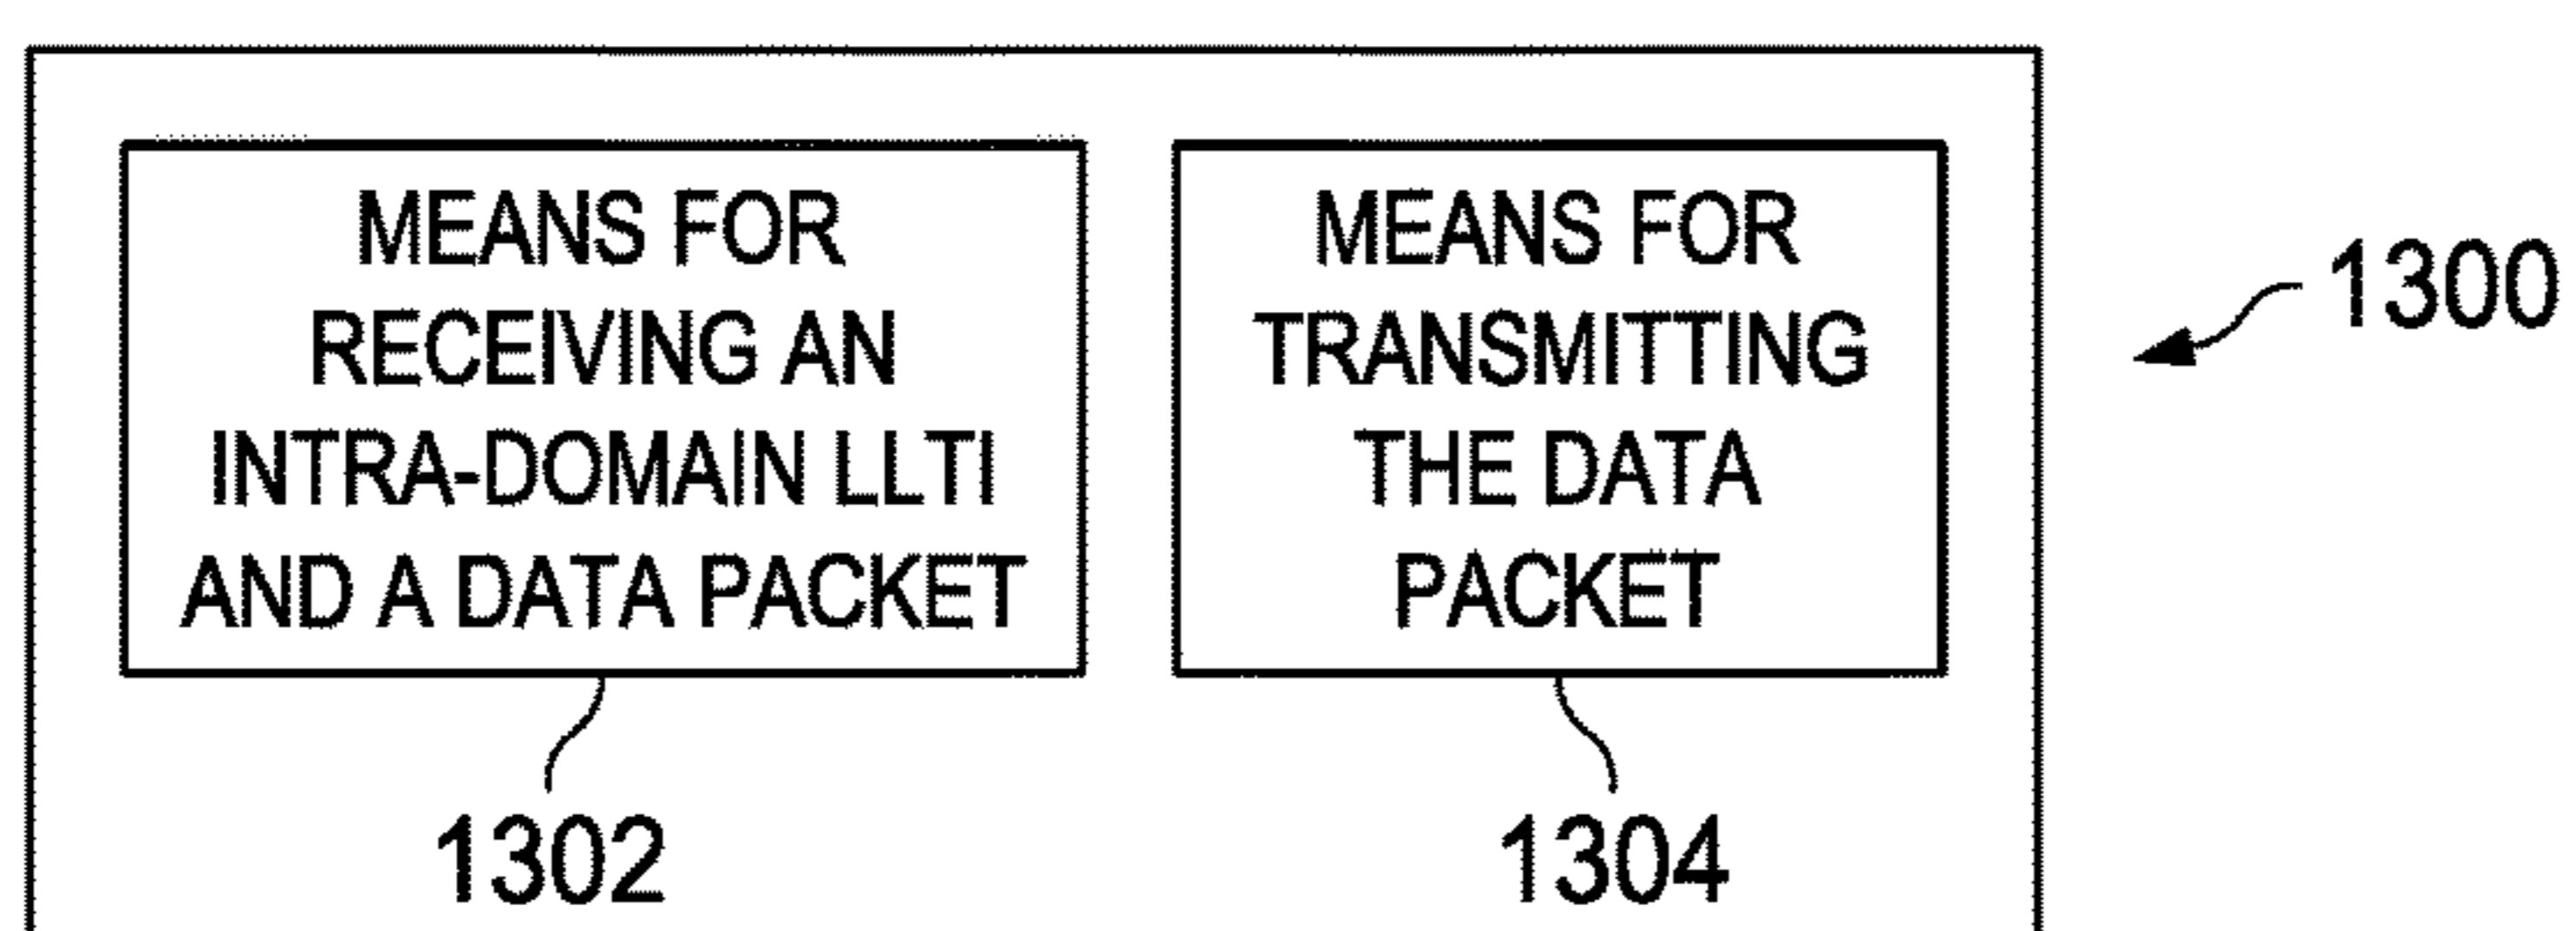 MEANS FOR
RECEIVING AN
INTRA-DOMAIN LLTI
AND A DATA PACKET
1302
MEANS FOR
TRANSMITTING
THE DATA
PACKET
1304
1300